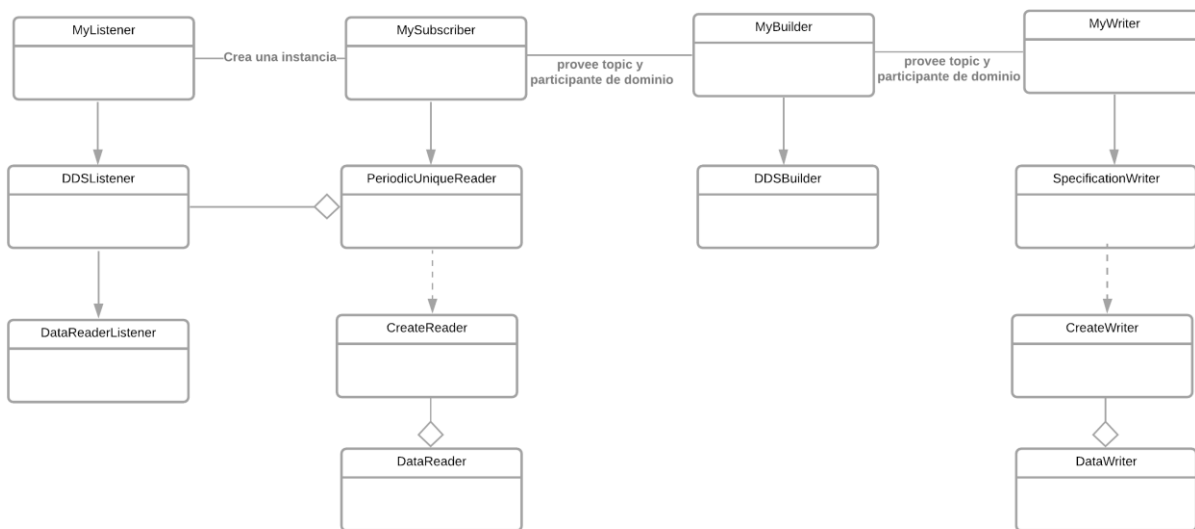 MyListener
MySubscriber
MyBuilder
MyWriter
Crea una instancia
provee topic y
participante de dominio
provee topic y
participante de dominio
DDSListener
PeriodicUniqueReader
DDSBuilder
SpecificationWriter
DataReaderListener
CreateReader
CreateWriter
DataReader
DataWriter